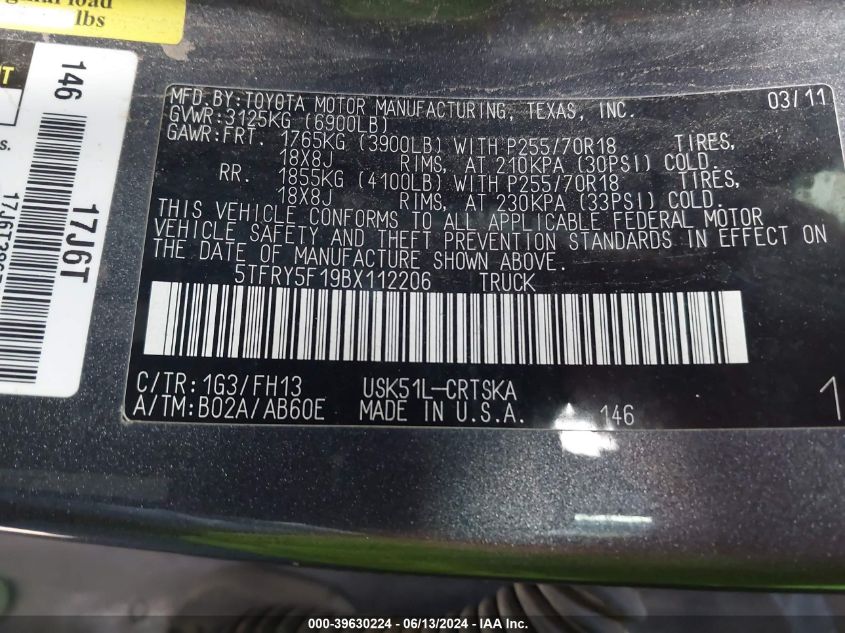 load
lbs
146
17J6T
MFD.BY:TOYOTA MOTOR MANUFACTURING, TEXAS, INC. 03/11
GVWR:3125KG (6900LB)
GAWR:FRT. 1765KG (3900LB) WITH P255/70R18 TIRES,
18X8J RIMS, AT 210KPA (30PSI) COLD.
RR. 1855KG (4100LB) WITH P255/70R18 TIRES,
18X8J RIMS, AT 230KPA (33PSI) COLD.
THIS VEHICLE CONFORMS TO ALL APPLICABLE FEDERAL MOTOR
VEHICLE SAFETY AND THEFT PREVENTION STANDARDS IN EFFECT ON
THE DATE OF MANUFACTURE SHOWN ABOVE.
5TFRY5F19BX112206 TRUCK
C/TR:1G3/FH13 USK51L-CRTSKA
A/TM:B02A/AB60E MADE IN U.S.A. 146
1
000-39630224 - 06/13/2024 - IAA Inc.